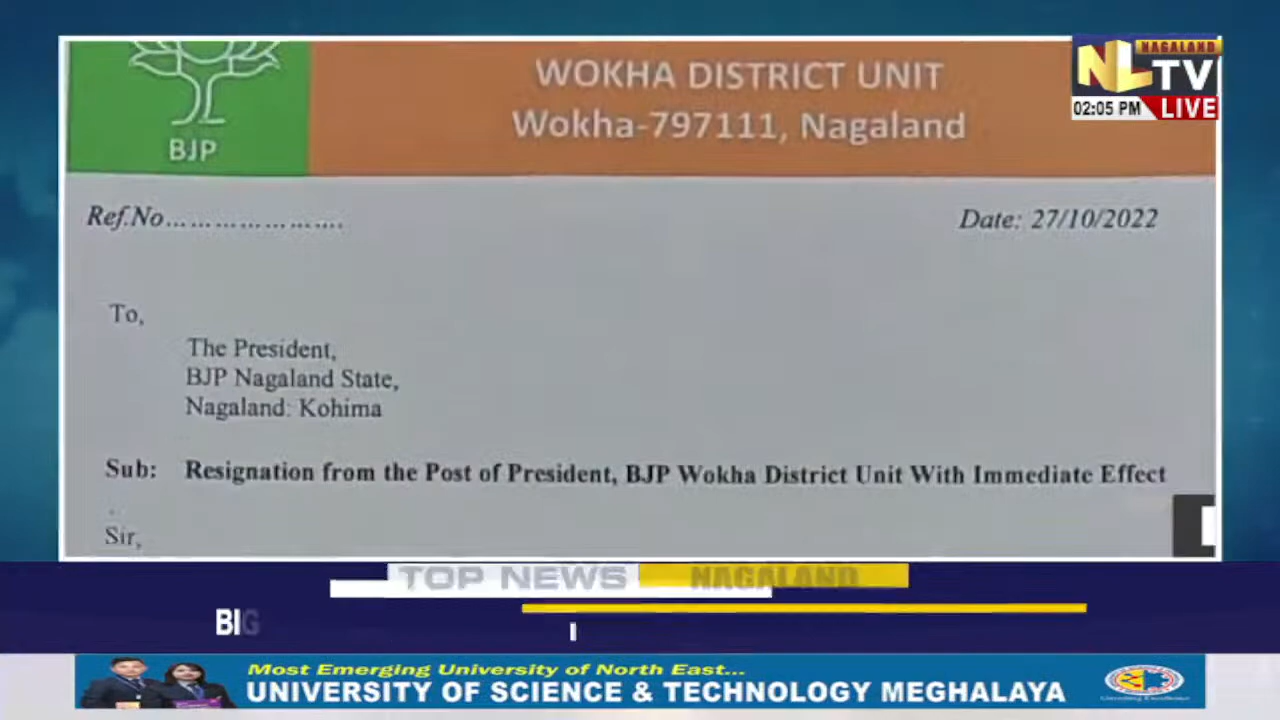 WOKHA DISTRICT UNIT
Wokha-797111, Nagaland
BJP
NAGALAND
NLTV
02:05 PM LIVE
Ref.No.......................
Date: 27/10/2022
To,
The President,
BJP Nagaland State,
Nagaland: Kohima
Sub: Resignation from the Post of President, BJP Wokha District Unit With Immediate Effect
.
Sir,
TOP NEWS NAGALAND
BIG
I
Most Emerging University of North East...
UNIVERSITY OF SCIENCE & TECHNOLOGY MEGHALAYA